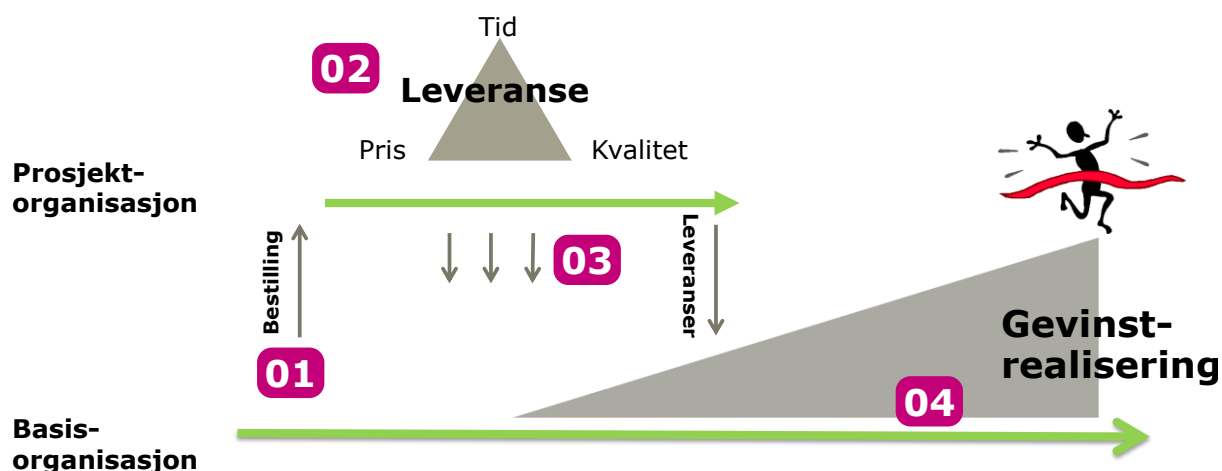 Tid
02
Leveranse
Pris
Kvalitet
Prosjekt-
organisasjon
Bestilling
03
Leveranser
01
Gevinst-
realisering
04
Basis-
organisasjon